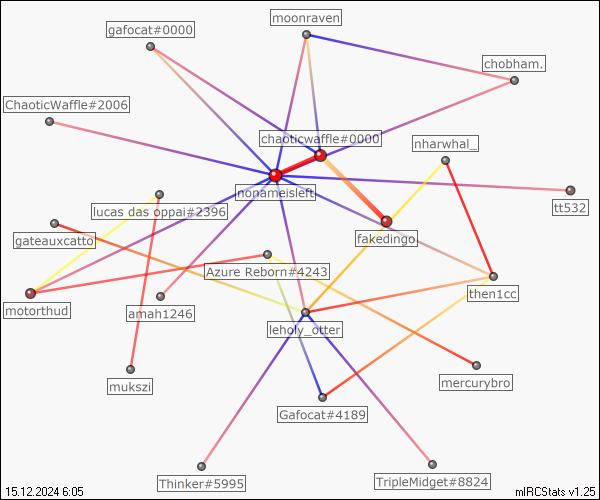 moonraven
gafocat#0000
chobham.
ChaoticWaffle#2006
chaoticwaffle#0000
nharwhal_
nonameisleft
tt532
lucas das oppai#2396
gateauxcatto
fakedingo
Azure Reborn#4243
then1cc
motorthud
amah1246
leholy_otter
mukszi
mercurybro
Gafocat#4189
Thinker#5995
TripleMidget#8824
15.12.2024 6:05
mIRCStats v1.25